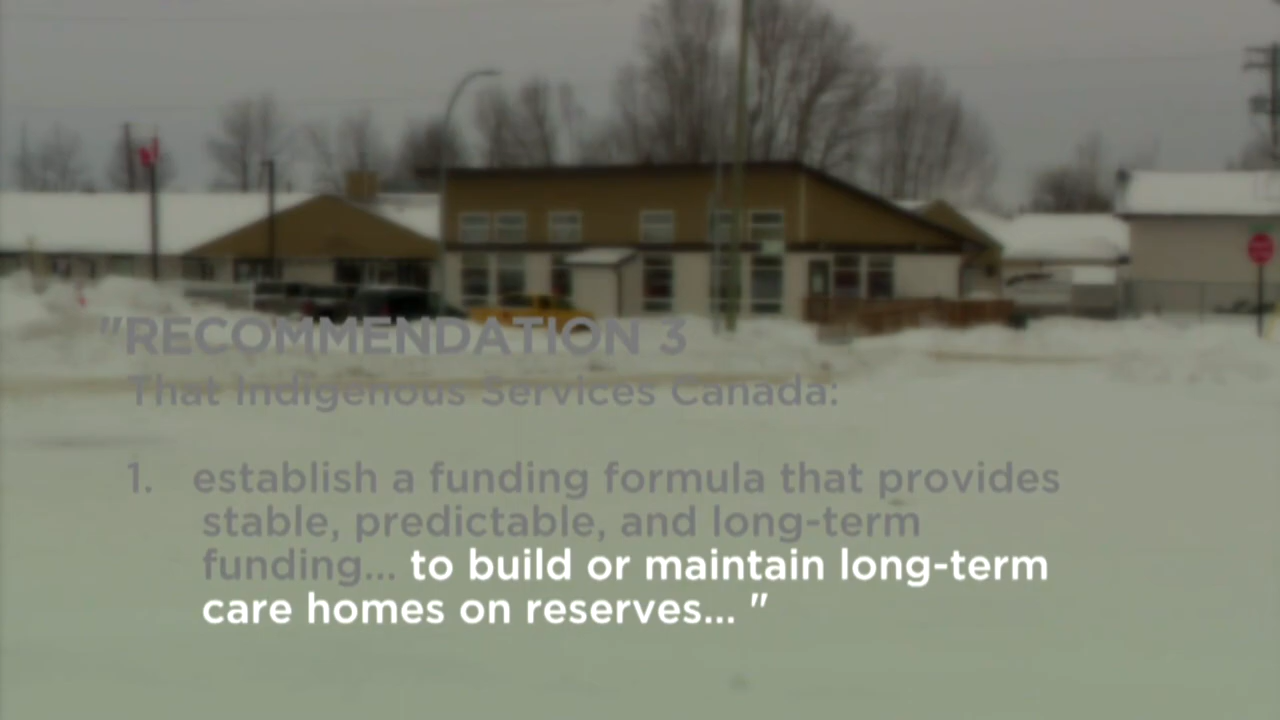 "RECOMMENDATION 3
That Indigenous Services Canada:
1. establish a funding formula that provides
stable, predictable, and long-term
funding... to build or maintain long-term
care homes on reserves... "